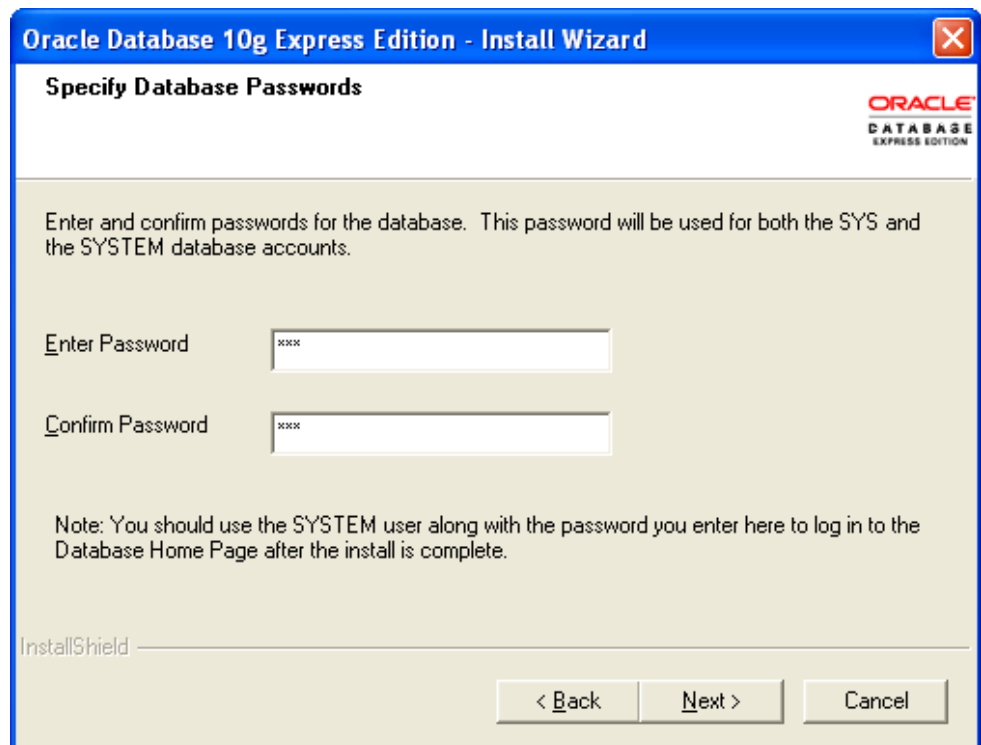 Oracle Database 10g Express Edition - Install Wizard
Specify Database Passwords
ORACLE
DATABASE
EXPRESS EDITION
Enter and confirm passwords for the database. This password will be used for both the SYS and
the SYSTEM database accounts.
Enter Password
***
Confirm Password
***
Note: You should use the SYSTEM user along with the password you enter here to log in to the
Database Home Page after the install is complete.
InstallShield
< Back
Next >
Cancel